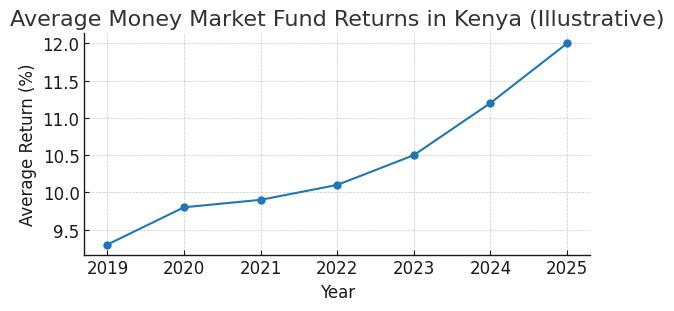 Average Money Market Fund Returns in Kenya (Illustrative)
12.0
11.5
11.0
10.5
10.0
9.5
Average Return (%)
2019 2020 2021 2022 2023 2024 2025
Year